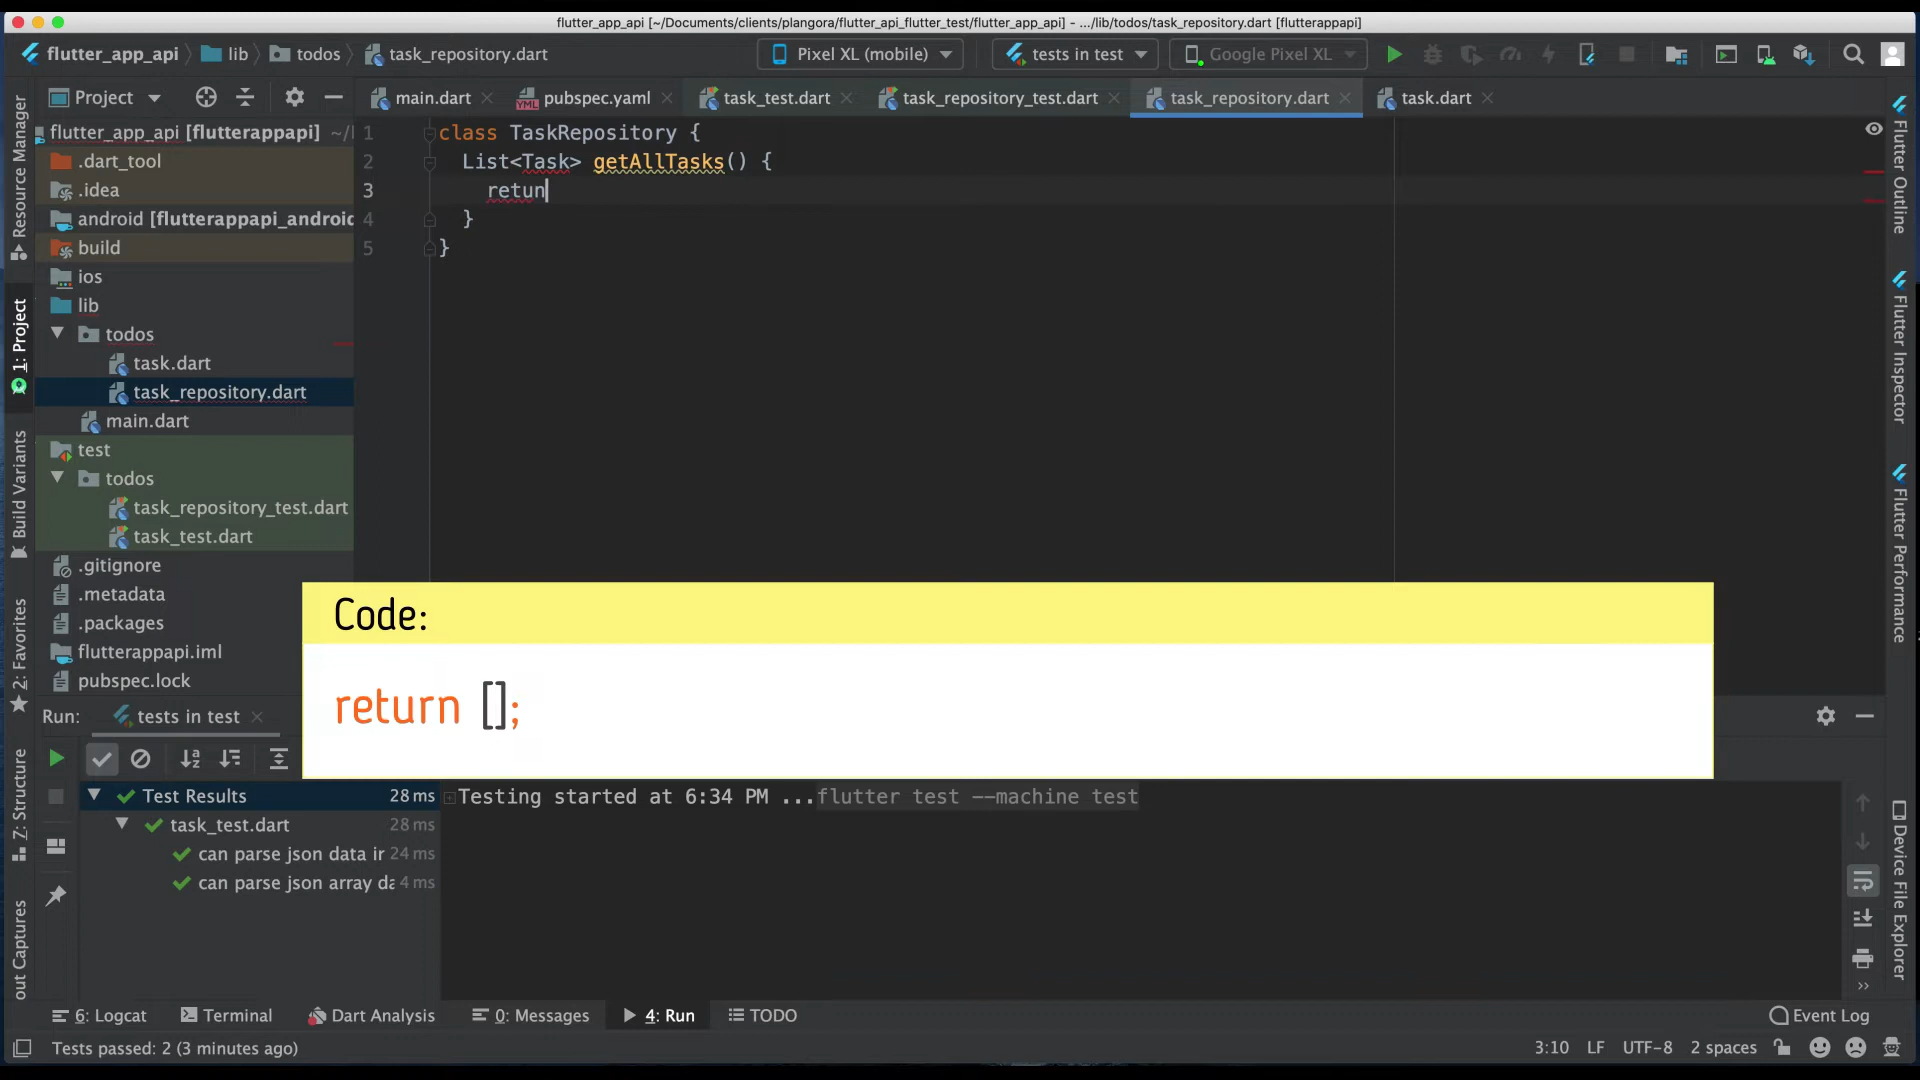 flutter_app_api [~/Documents/clients/plangora/flutter_api_flutter_test/flutter_app_api] - .../lib/todos/task_repository.dart [flutterappapi]
flutter_app_api lib todos task_repository.dart Pixel XL (mobile) tests in test Google Pixel XL
Project main.dart pubspec.yaml task_test.dart task_repository_test.dart task_repository.dart task.dart
flutter_app_api [flutterappapi] ~/
.dart_tool
.idea
android [flutterappapi_android
build
ios
lib
todos
task.dart
task_repository.dart
main.dart
test
todos
task_repository_test.dart
task_test.dart
.gitignore
.metadata
.packages
flutterappapi.iml
pubspec.lock
1 class TaskRepository {
2 List<Task> getAllTasks() {
3 retun
4 }
5 }
Code:
return [];
Run: tests in test
Test Results 28 ms
task_test.dart 28 ms
can parse json data ir 24 ms
can parse json array da 4 ms
Testing started at 6:34 PM ...flutter test --machine test
Resource Manager
1: Project
Build Variants
2: Favorites
7: Structure
out Captures
Flutter Outline
Flutter Inspector
Flutter Performance
Device File Explorer
6: Logcat Terminal Dart Analysis 0: Messages 4: Run TODO Event Log
Tests passed: 2 (3 minutes ago) 3:10 LF UTF-8 2 spaces